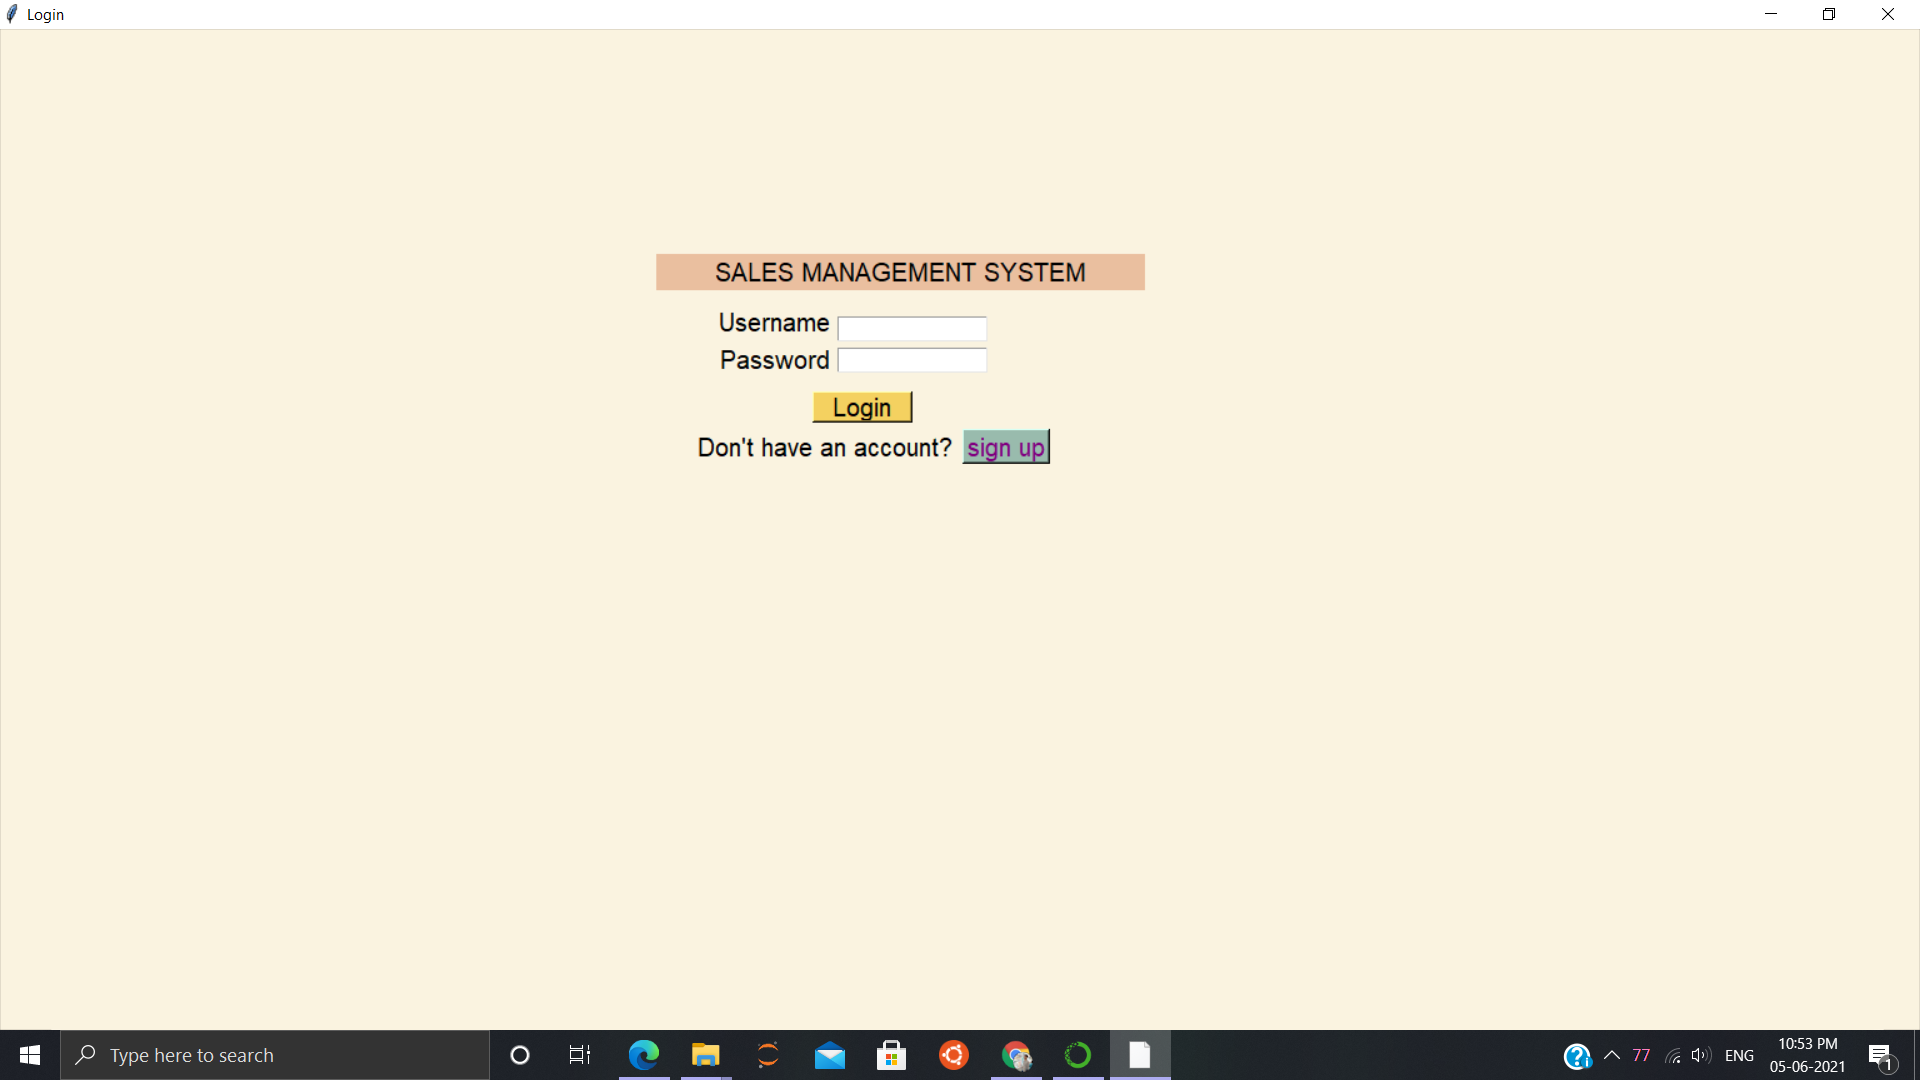 Login
SALES MANAGEMENT SYSTEM
Username
Password
Login
Don't have an account? sign up
Type here to search
77
ENG
10:53 PM
05-06-2021
1